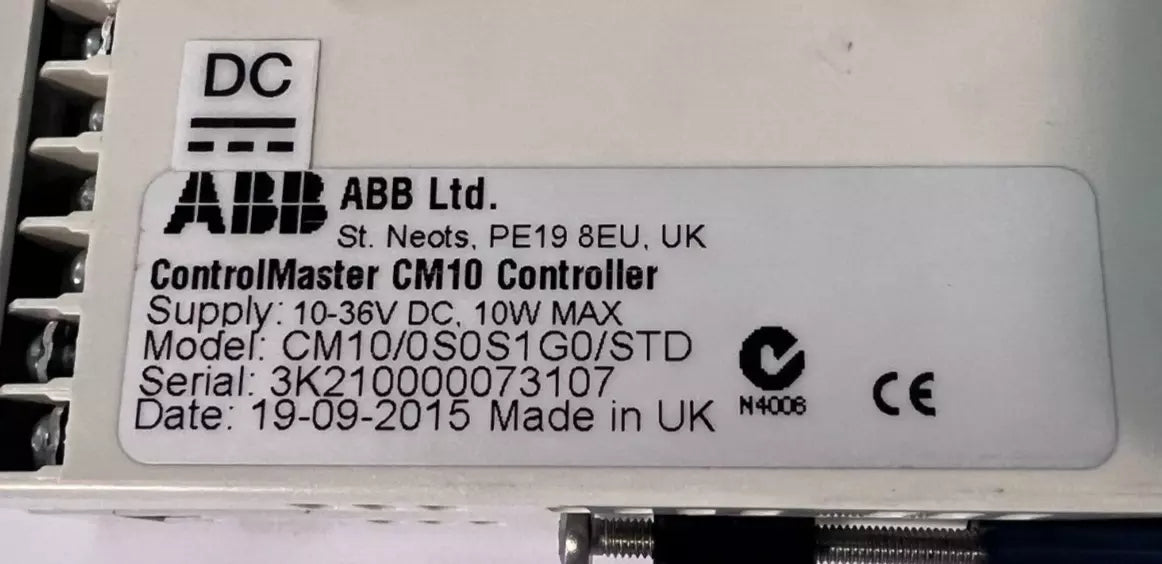 DC
ABB ABB Ltd.
St. Neots, PE19 8EU, UK
ControlMaster CM10 Controller
Supply: 10-36V DC, 10W MAX
Model: CM10/0S0S1G0/STD
Serial: 3K210000073107
Date: 19-09-2015 Made in UK
N4006
CE